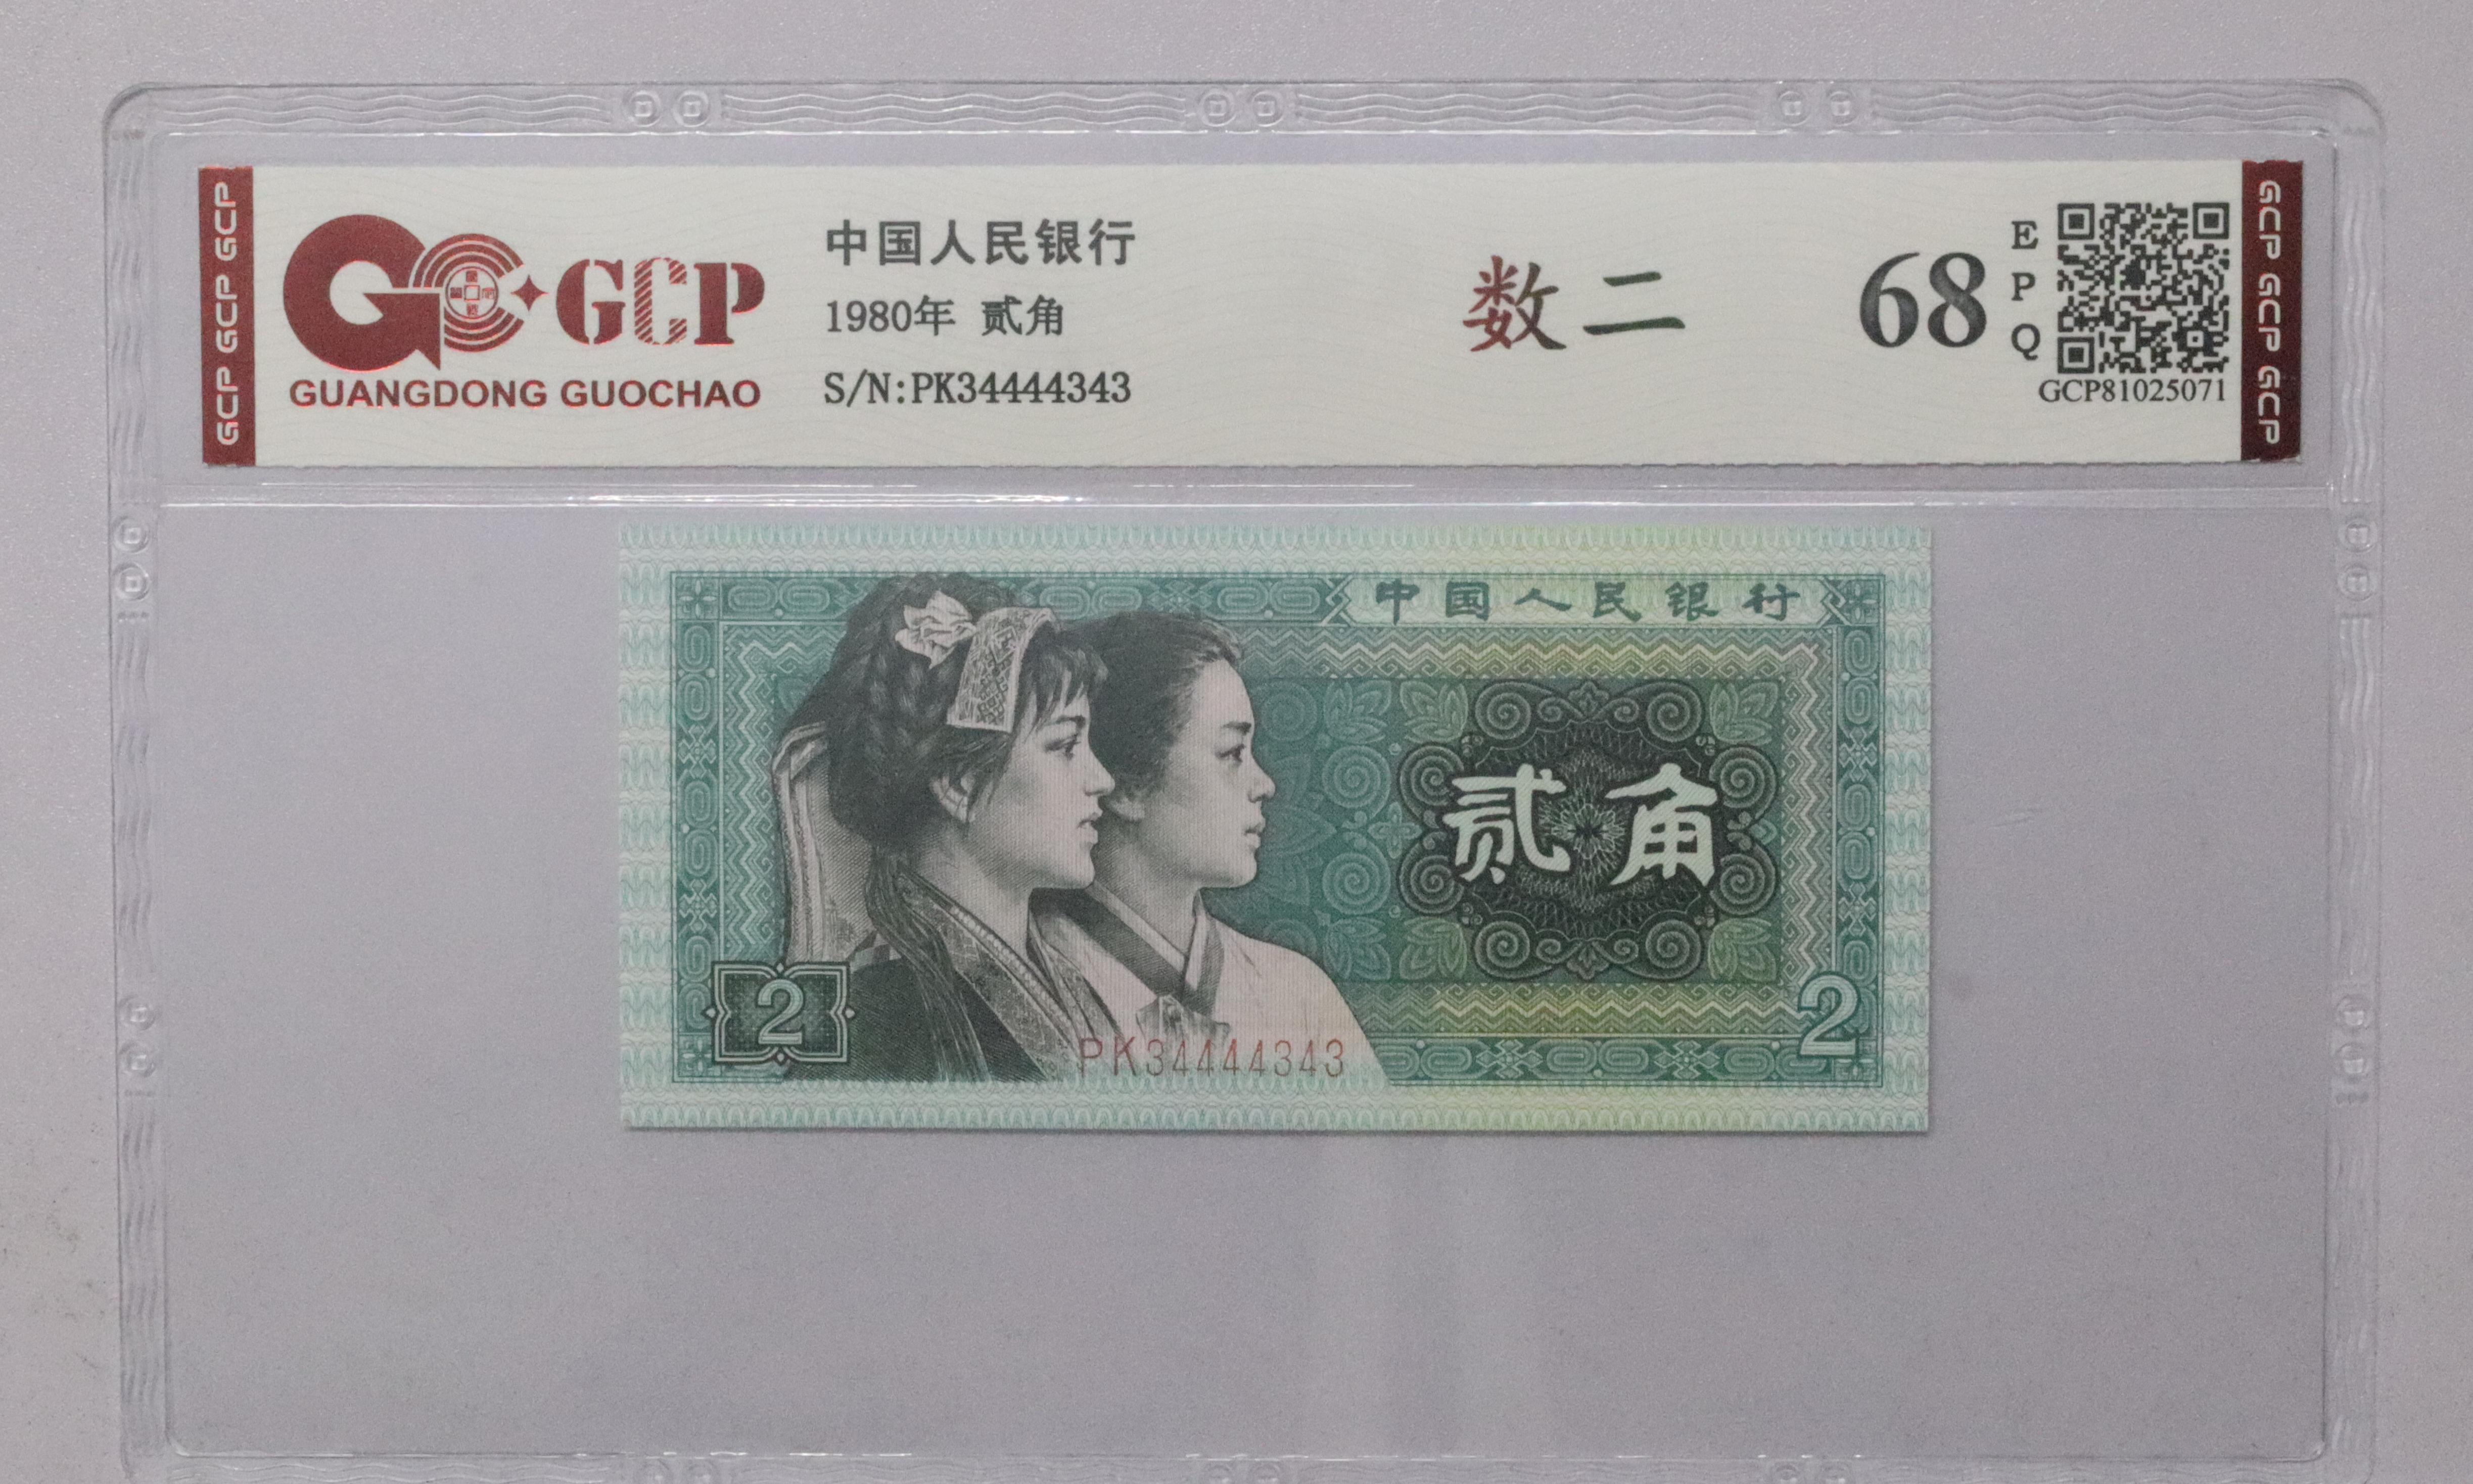 GCP GCP GCP
GCP
GUANGDONG GUOCHAO
中国人民银行
1980年 贰角
S/N:PK34444343
数二
68
EPQ
GCP81025071
GCP GCP GCP
中国人民银行
贰角
2
PK34444343
2